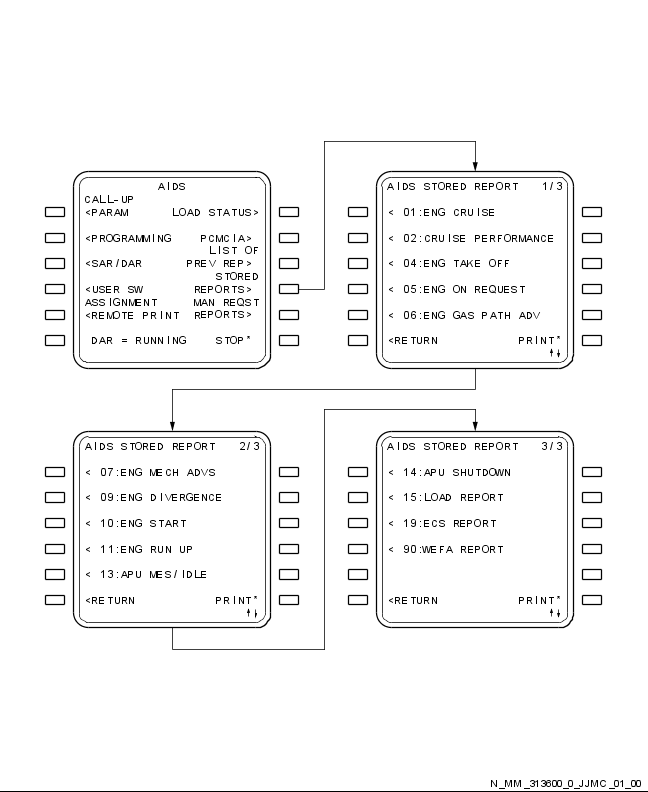 AIDS
CALL-UP
<PARAM LOAD STATUS>
<PROGRAMMING PCMCIA>
LIST OF
<SAR/DAR PREV REP>
STORED
<USER SW REPORTS>
ASSIGNMENT MAN REQST
<REMOTE PRINT REPORTS>
DAR = RUNNING STOP*
AIDS STORED REPORT 1/3
< 01:ENG CRUISE
< 02:CRUISE PERFORMANCE
< 04:ENG TAKE OFF
< 05:ENG ON REQUEST
< 06:ENG GAS PATH ADV
<RETURN PRINT*
↑↓
AIDS STORED REPORT 2/3
< 07:ENG MECH ADVS
< 09:ENG DIVERGENCE
< 10:ENG START
< 11:ENG RUN UP
< 13:APU MES/IDLE
<RETURN PRINT*
↑↓
AIDS STORED REPORT 3/3
< 14:APU SHUTDOWN
< 15:LOAD REPORT
< 19:ECS REPORT
< 90:WEFA REPORT
<RETURN PRINT*
↑↓
N_MM_313600_0_JJMC_01_00